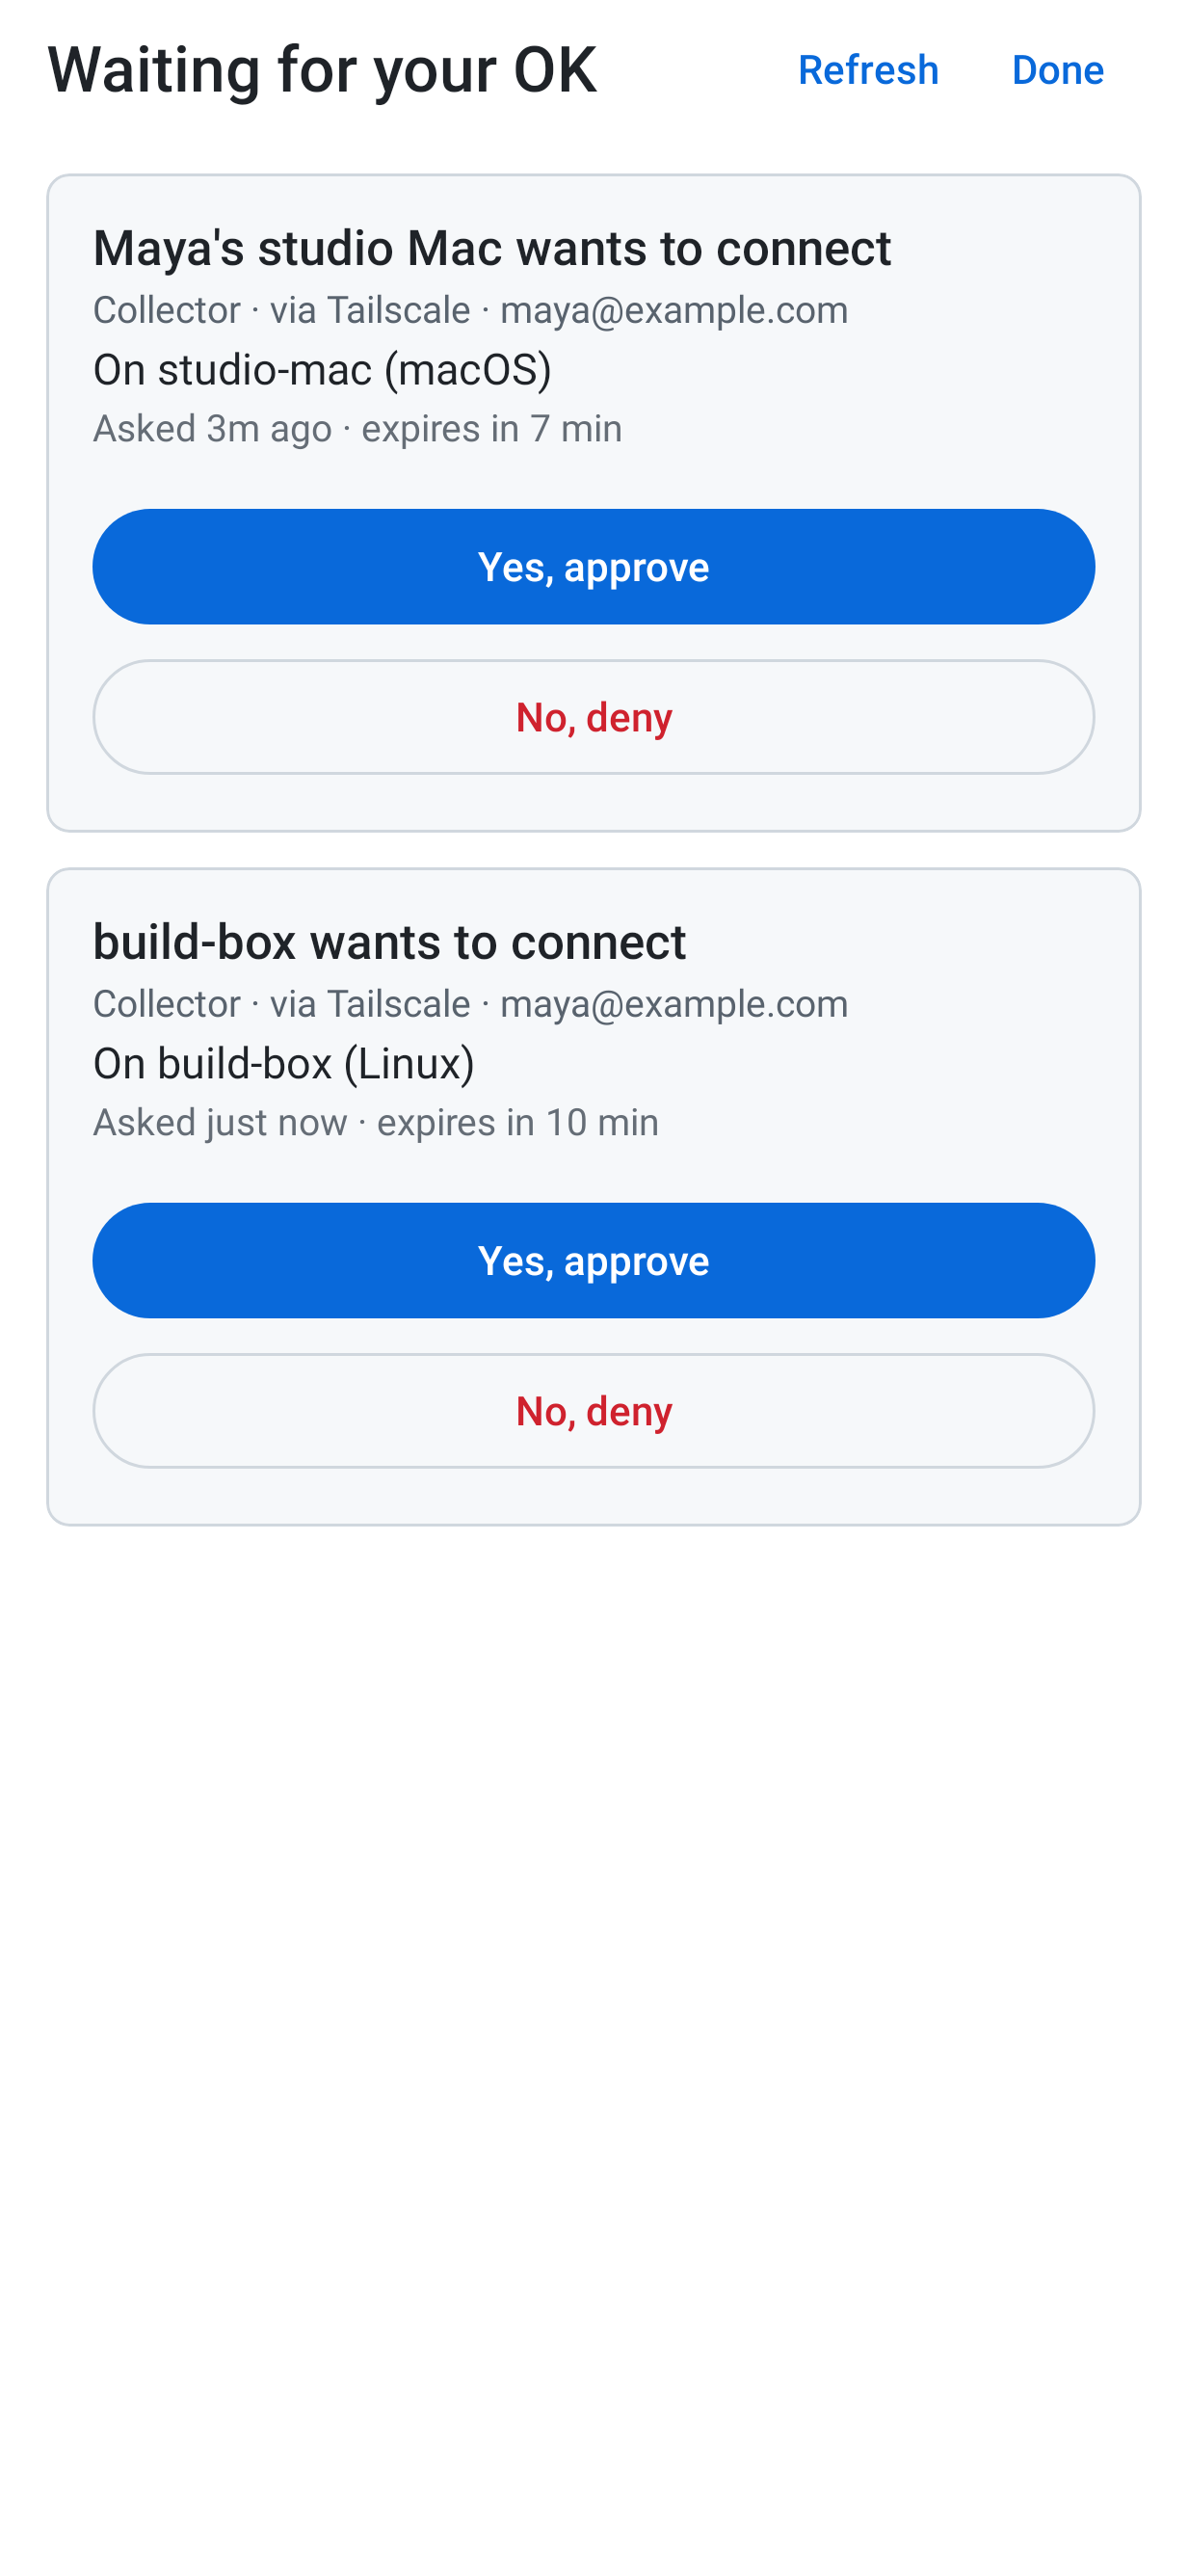 Waiting for your OK
Refresh
Done
Maya's studio Mac wants to connect
Collector · via Tailscale · maya@example.com
On studio-mac (macOS)
Asked 3m ago · expires in 7 min
Yes, approve
No, deny
build-box wants to connect
Collector · via Tailscale · maya@example.com
On build-box (Linux)
Asked just now · expires in 10 min
Yes, approve
No, deny